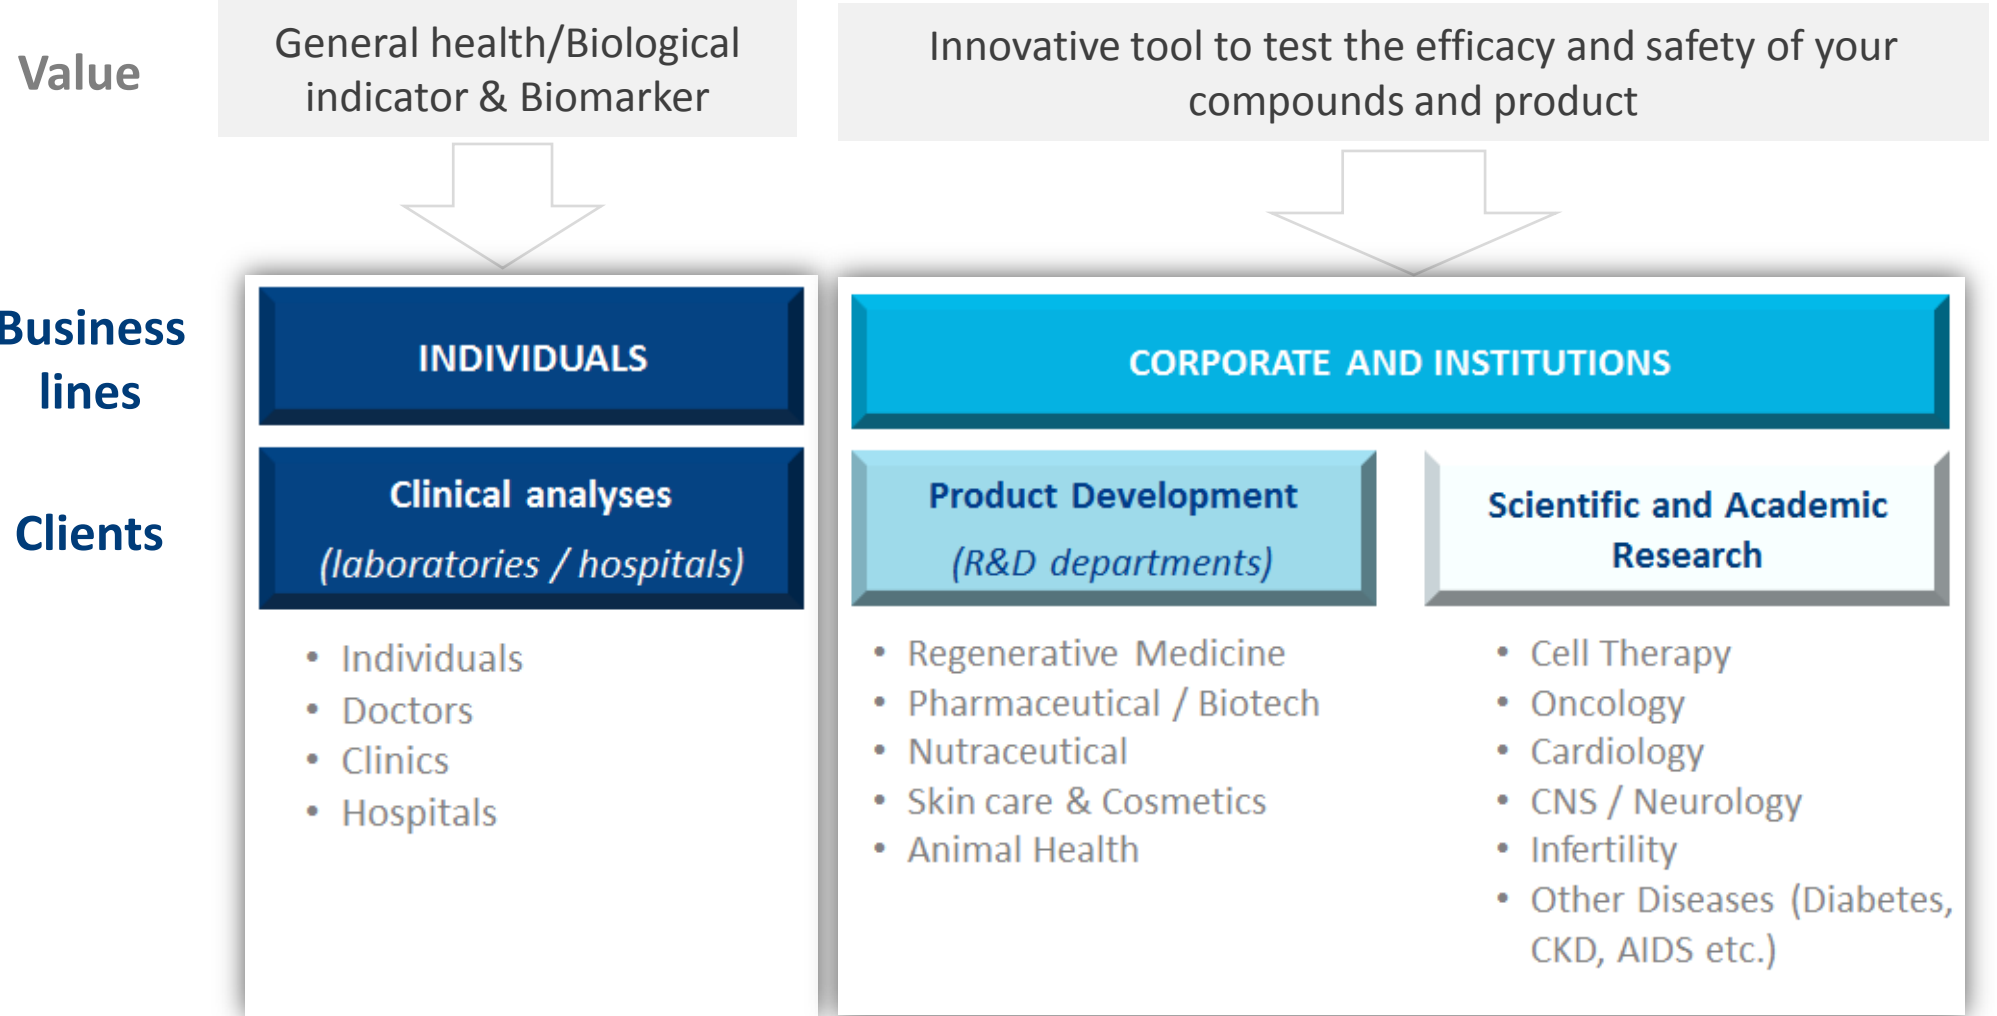 Value
General health/Biological
indicator & Biomarker
Innovative tool to test the efficacy and safety of your
compounds and product
Business
lines
INDIVIDUALS
CORPORATE AND INSTITUTIONS
Clients
Clinical analyses
(laboratories / hospitals)
• Individuals
• Doctors
• Clinics
• Hospitals
Product Development
(R&D departments)
• Regenerative Medicine
• Pharmaceutical / Biotech
• Nutraceutical
• Skin care & Cosmetics
• Animal Health
Scientific and Academic
Research
• Cell Therapy
• Oncology
• Cardiology
• CNS / Neurology
• Infertility
• Other Diseases (Diabetes,
CKD, AIDS etc.)